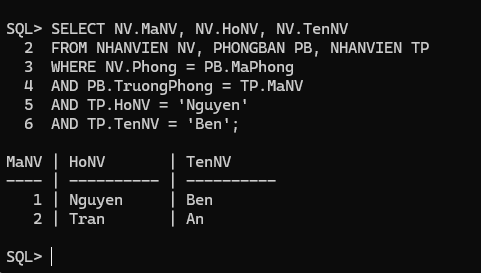 SQL> SELECT NV.MaNV, NV.HoNV, NV.TenNV
  2  FROM NHANVIEN NV, PHONGBAN PB, NHANVIEN TP
  3  WHERE NV.Phong = PB.MaPhong
  4  AND PB.TruongPhong = TP.MaNV
  5  AND TP.HoNV = 'Nguyen'
  6  AND TP.TenNV = 'Ben';
MaNV | HoNV       | TenNV
---- | ---------- | ----------
   1 | Nguyen     | Ben
   2 | Tran       | An
SQL>